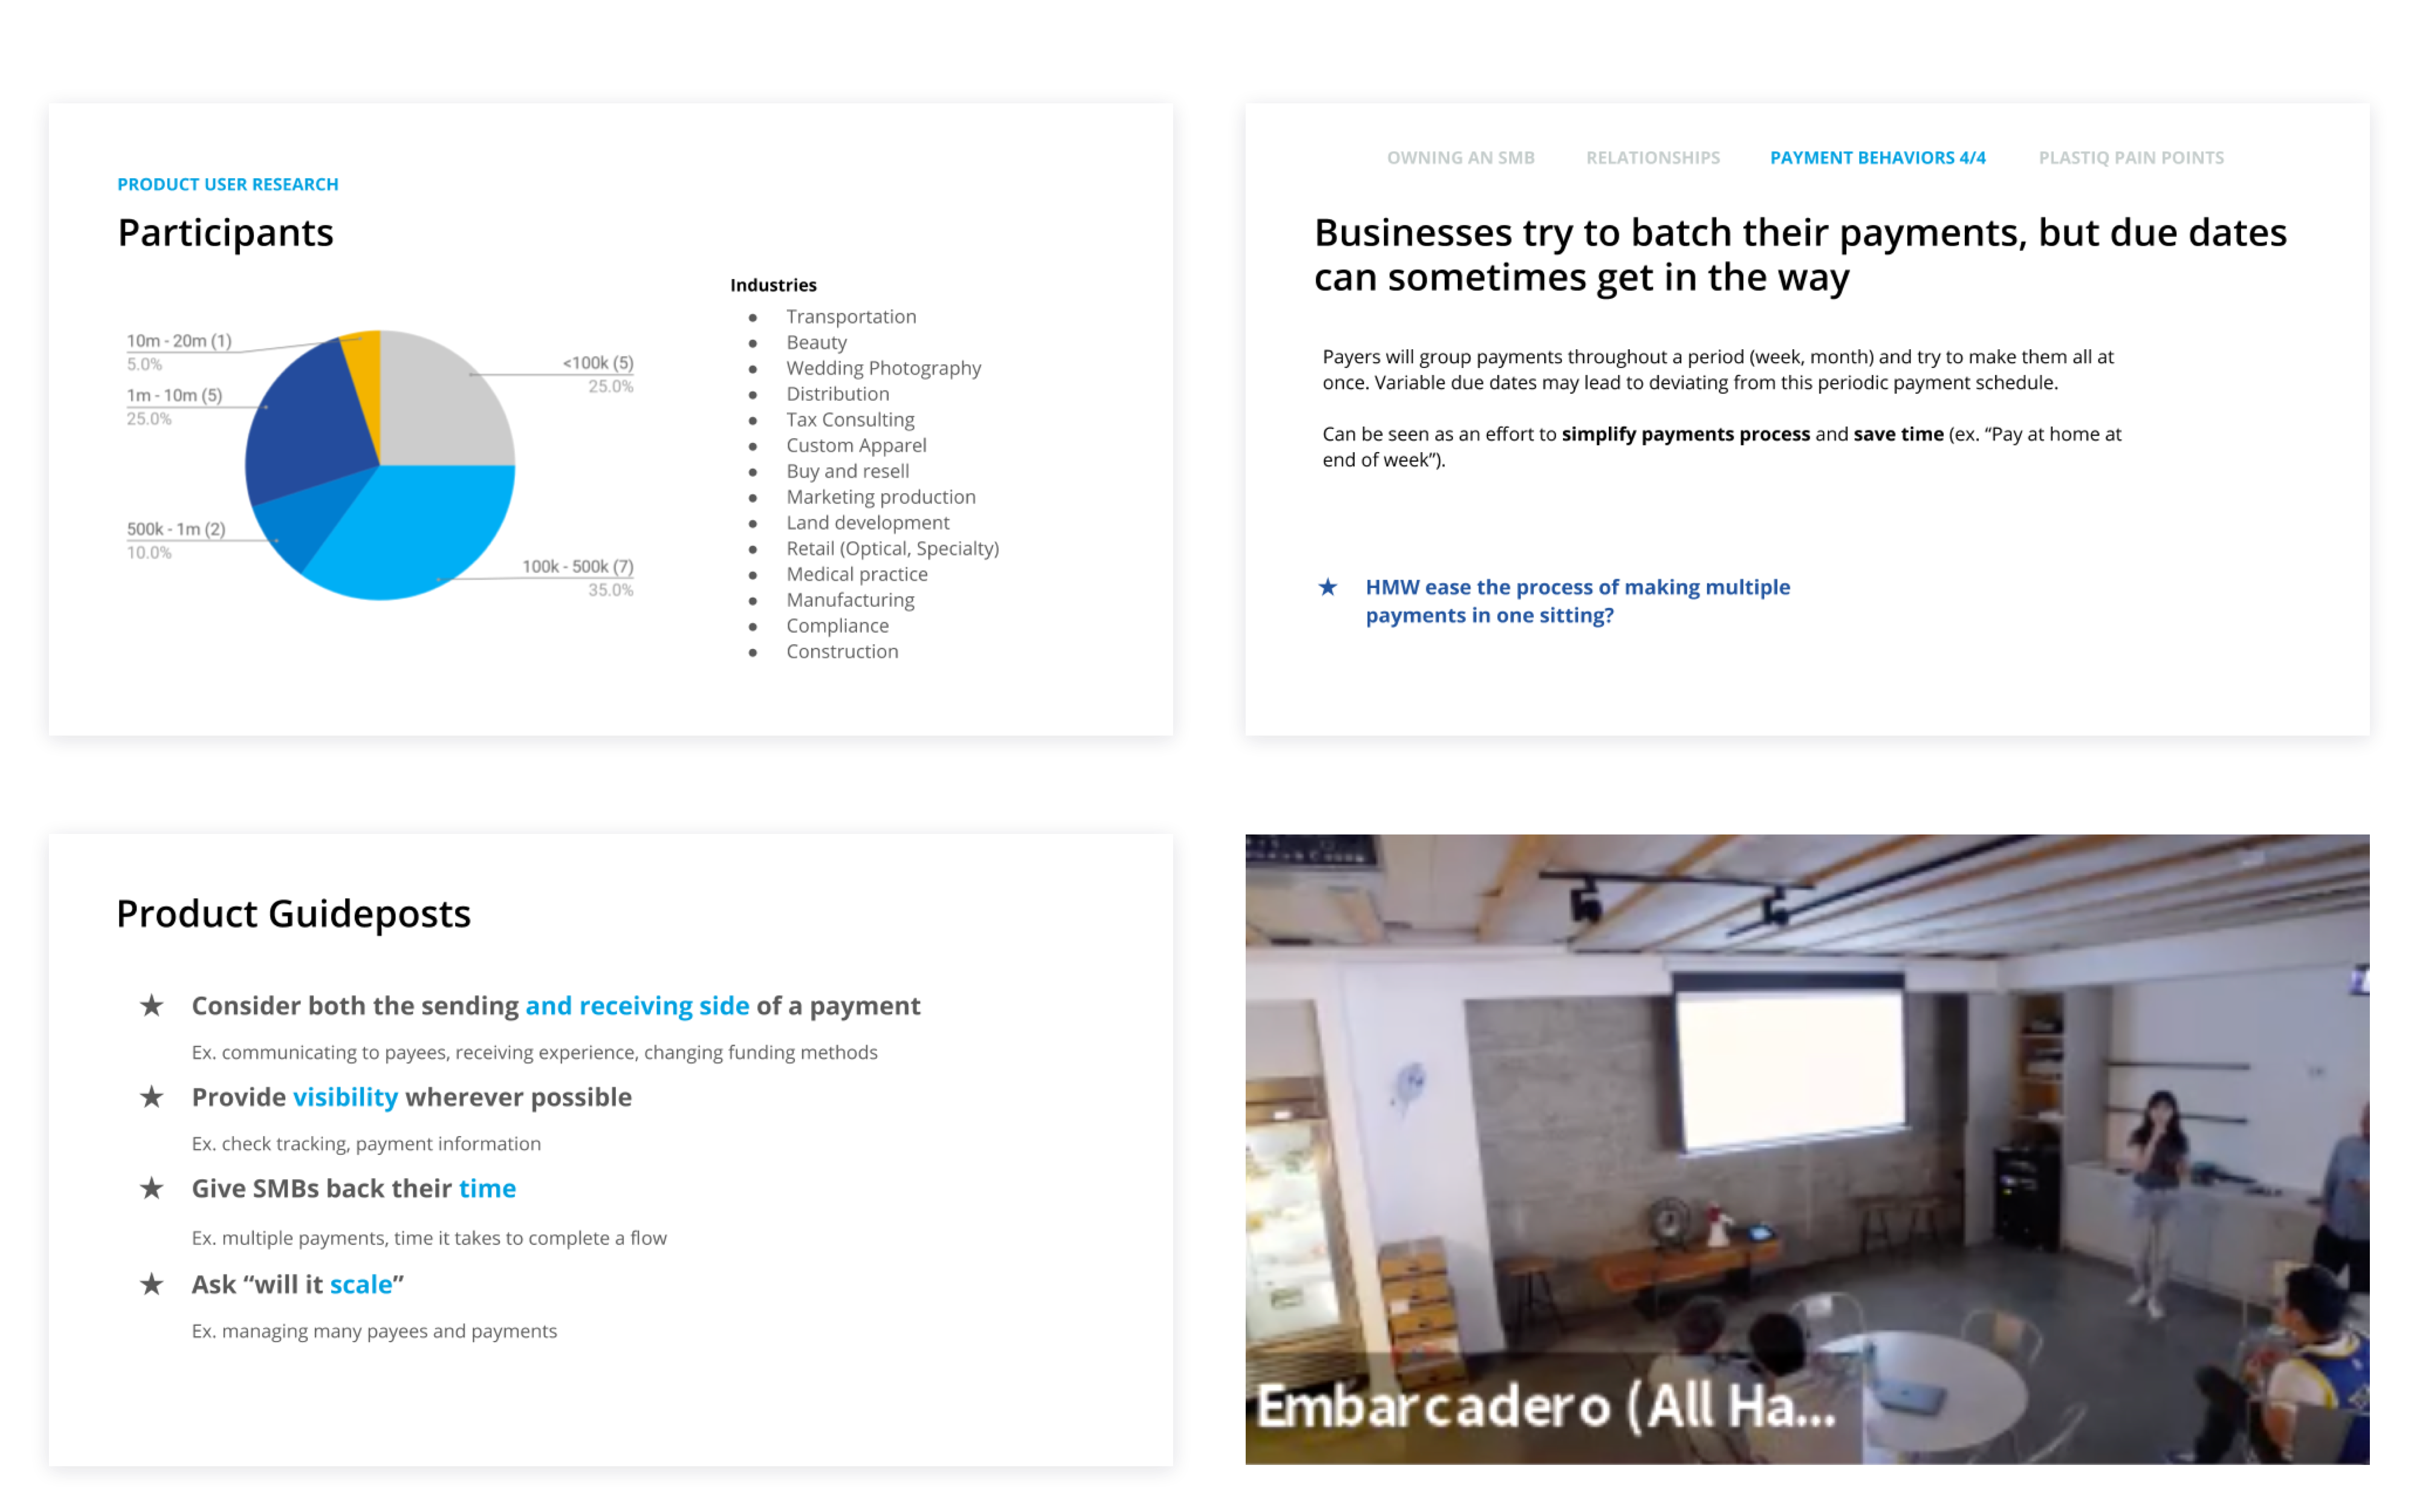 PRODUCT USER RESEARCH
Participants
10m - 20m (1)
5.0%
1m - 10m (5)
25.0%
500k - 1m (2)
10.0%
<100k (5)
25.0%
100k - 500k (7)
35.0%
Industries
● Transportation
● Beauty
● Wedding Photography
● Distribution
● Tax Consulting
● Custom Apparel
● Buy and resell
● Marketing production
● Land development
● Retail (Optical, Specialty)
● Medical practice
● Manufacturing
● Compliance
● Construction
OWNING AN SMB RELATIONSHIPS PAYMENT BEHAVIORS 4/4 PLASTIQ PAIN POINTS
Businesses try to batch their payments, but due dates
can sometimes get in the way
Payers will group payments throughout a period (week, month) and try to make them all at
once. Variable due dates may lead to deviating from this periodic payment schedule.
Can be seen as an effort to simplify payments process and save time (ex. “Pay at home at
end of week”).
★ HMW ease the process of making multiple
payments in one sitting?
Product Guideposts
★ Consider both the sending and receiving side of a payment
Ex. communicating to payees, receiving experience, changing funding methods
★ Provide visibility wherever possible
Ex. check tracking, payment information
★ Give SMBs back their time
Ex. multiple payments, time it takes to complete a flow
★ Ask “will it scale”
Ex. managing many payees and payments
Embarcadero (All Ha...